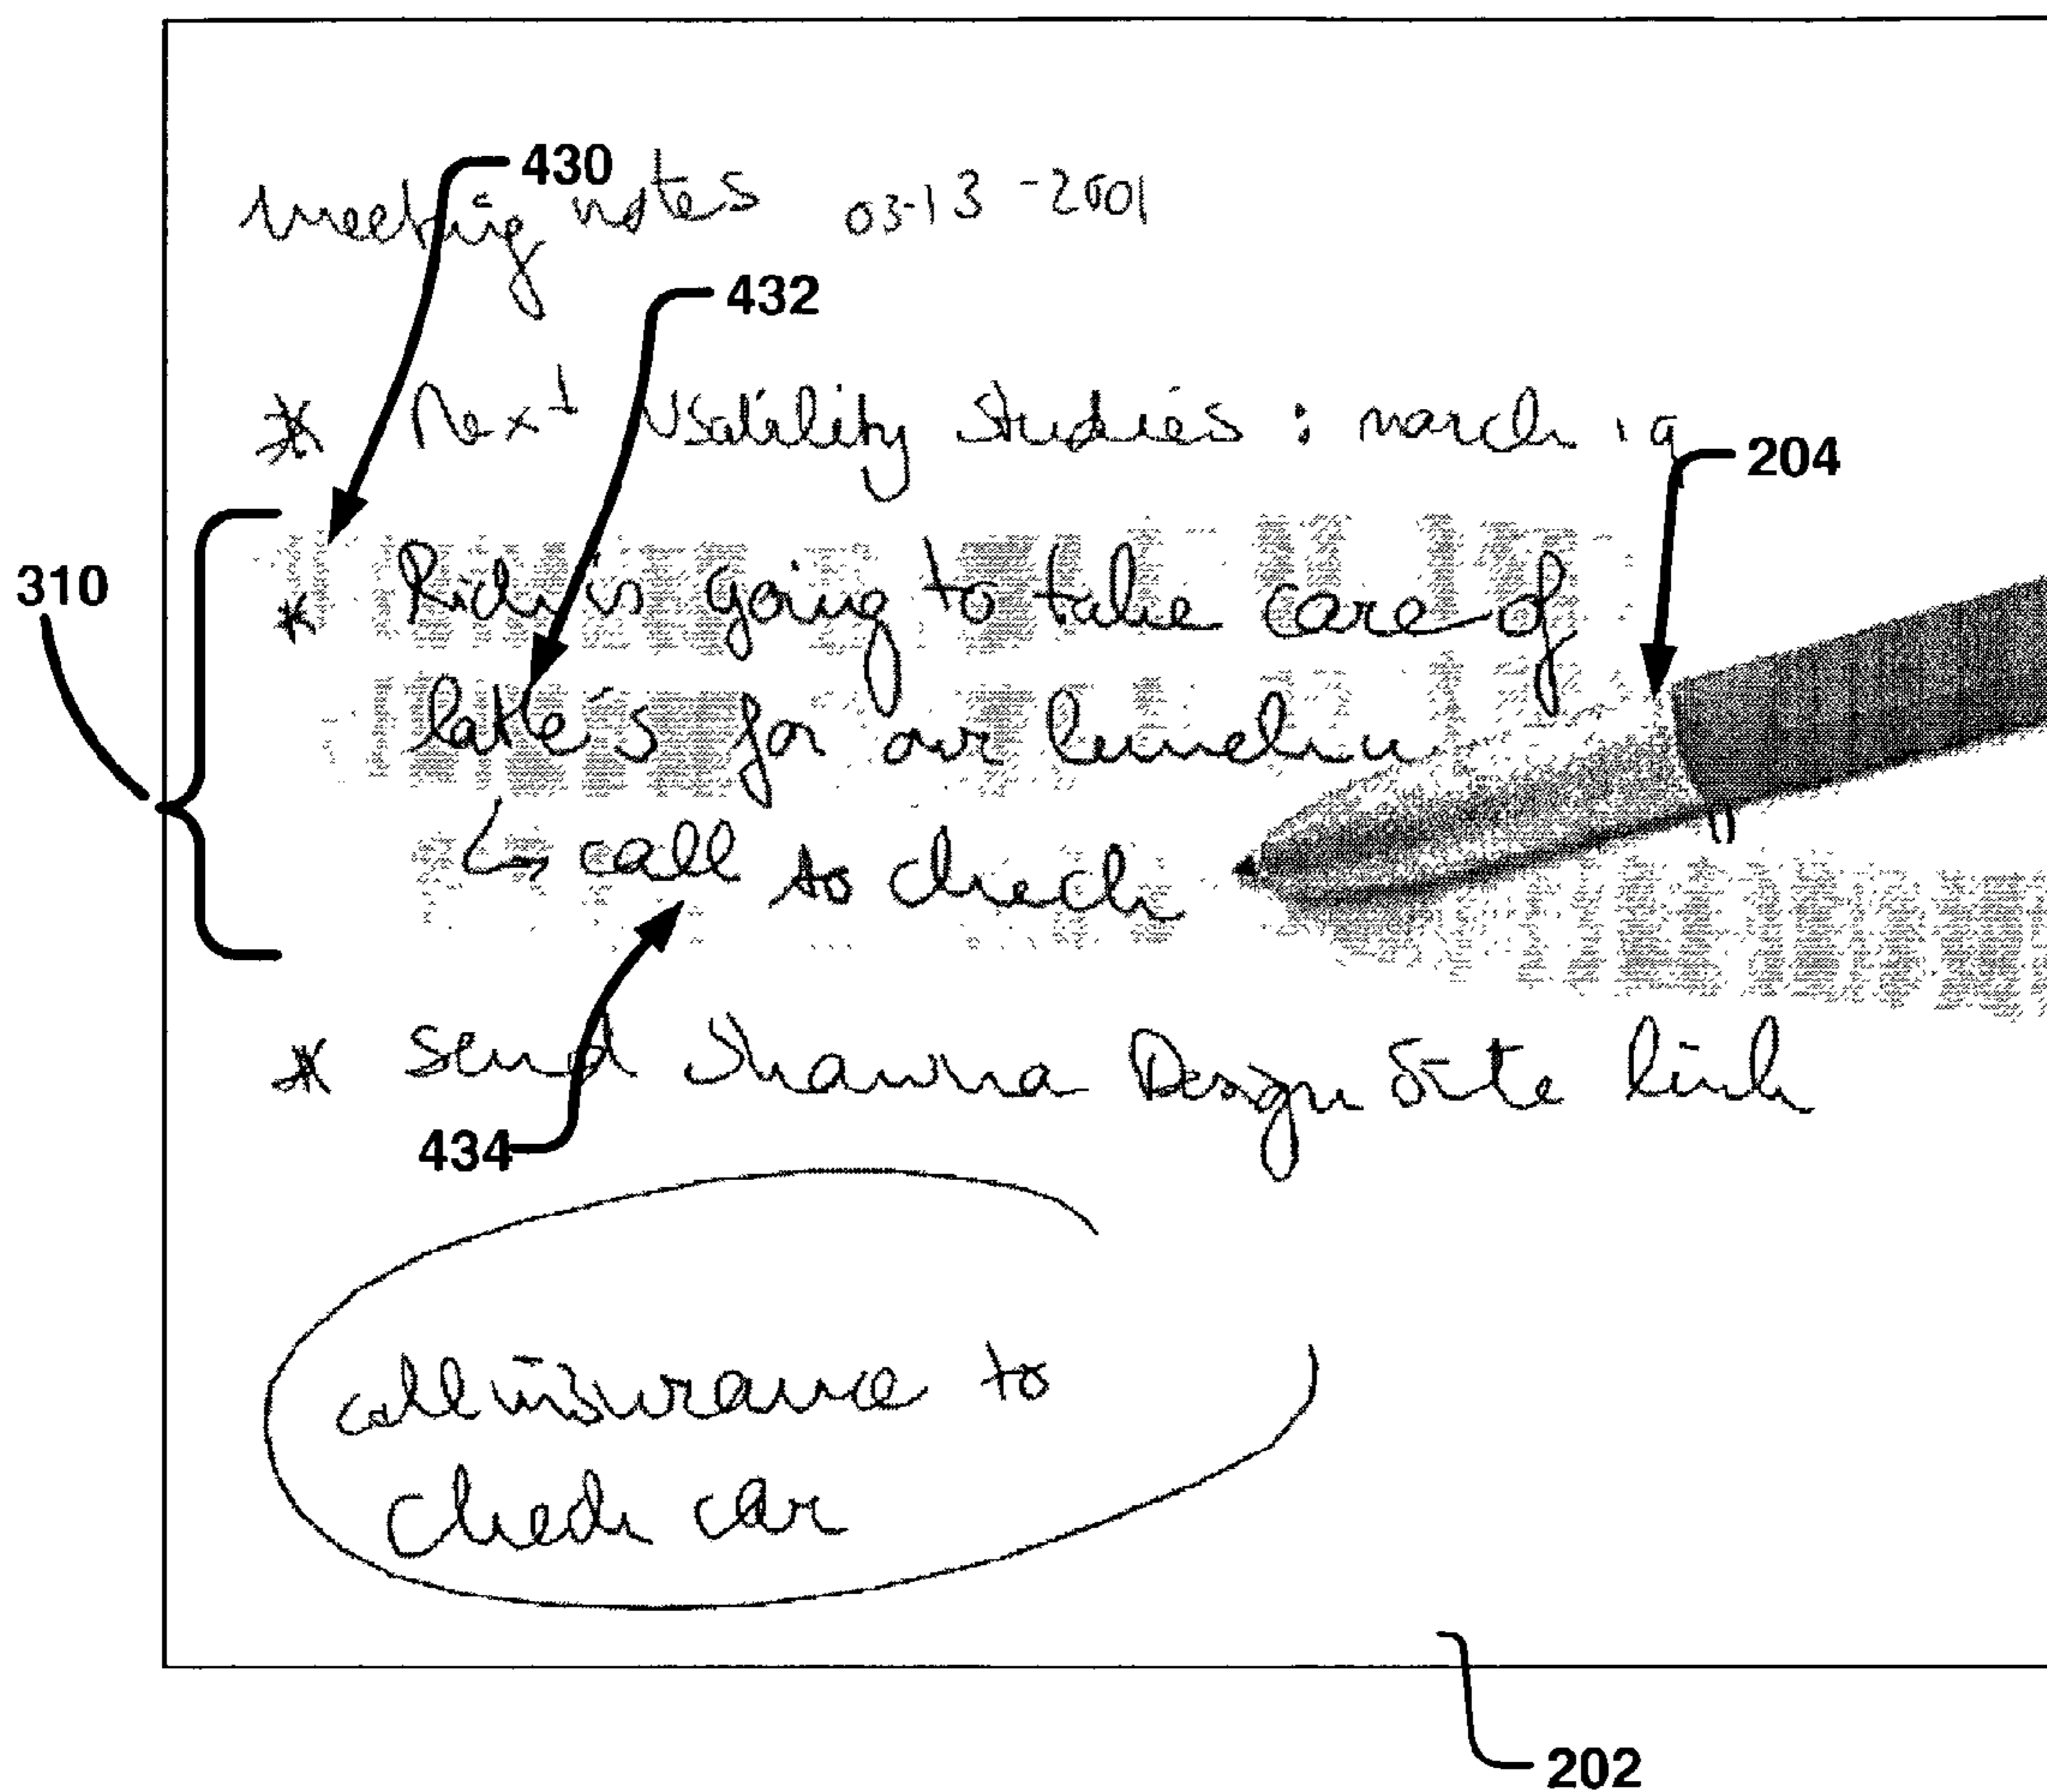 430
meeting notes 03-13-2001
432
* Next Usability Studies : march 19
204
310
* Rich is going to take care of
latte's for our lunch
↳ call to check
* Send Shawna Design Site link
434
call insurance to
check car
202